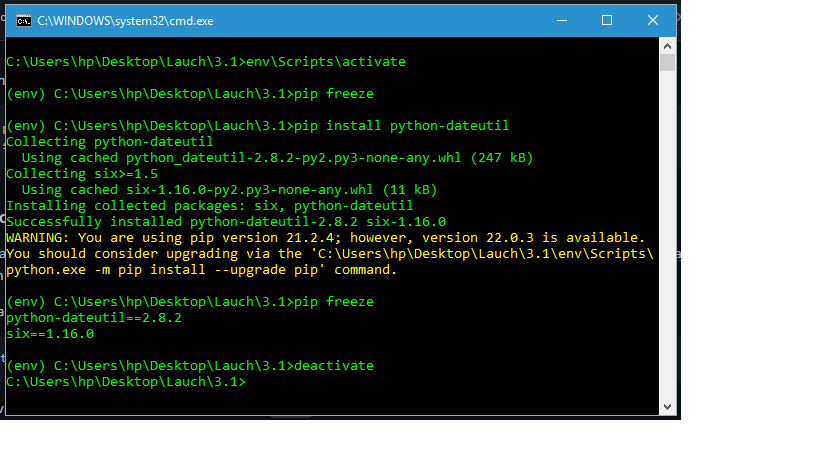 C:\WINDOWS\system32\cmd.exe
C:\Users\hp\Desktop\Lauch\3.1>env\Scripts\activate
(env) C:\Users\hp\Desktop\Lauch\3.1>pip freeze
(env) C:\Users\hp\Desktop\Lauch\3.1>pip install python-dateutil
Collecting python-dateutil
  Using cached python_dateutil-2.8.2-py2.py3-none-any.whl (247 kB)
Collecting six>=1.5
  Using cached six-1.16.0-py2.py3-none-any.whl (11 kB)
Installing collected packages: six, python-dateutil
Successfully installed python-dateutil-2.8.2 six-1.16.0
WARNING: You are using pip version 21.2.4; however, version 22.0.3 is available.
You should consider upgrading via the 'C:\Users\hp\Desktop\Lauch\3.1\env\Scripts\
python.exe -m pip install --upgrade pip' command.
(env) C:\Users\hp\Desktop\Lauch\3.1>pip freeze
python-dateutil==2.8.2
six==1.16.0
(env) C:\Users\hp\Desktop\Lauch\3.1>deactivate
C:\Users\hp\Desktop\Lauch\3.1>